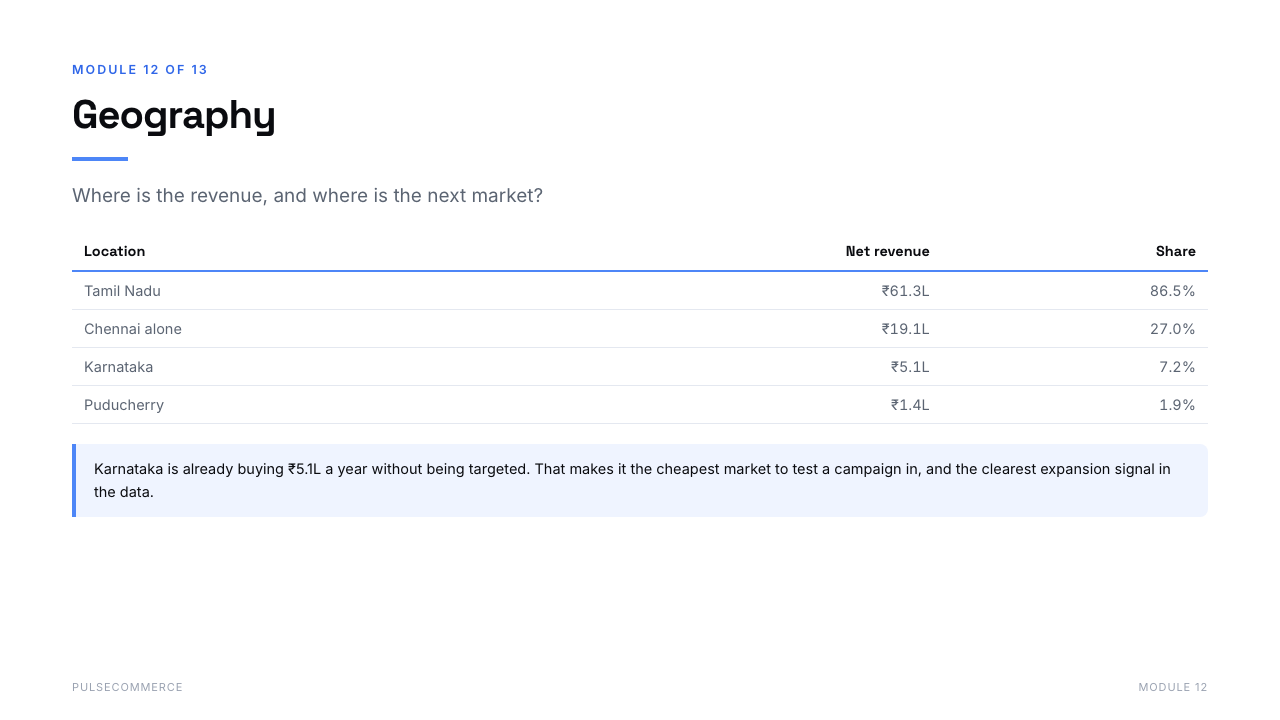 MODULE 12 OF 13
Geography
Where is the revenue, and where is the next market?
Location Net revenue Share
Tamil Nadu ₹61.3L 86.5%
Chennai alone ₹19.1L 27.0%
Karnataka ₹5.1L 7.2%
Puducherry ₹1.4L 1.9%
Karnataka is already buying ₹5.1L a year without being targeted. That makes it the cheapest market to test a campaign in, and the clearest expansion signal in
the data.
PULSECOMMERCE MODULE 12